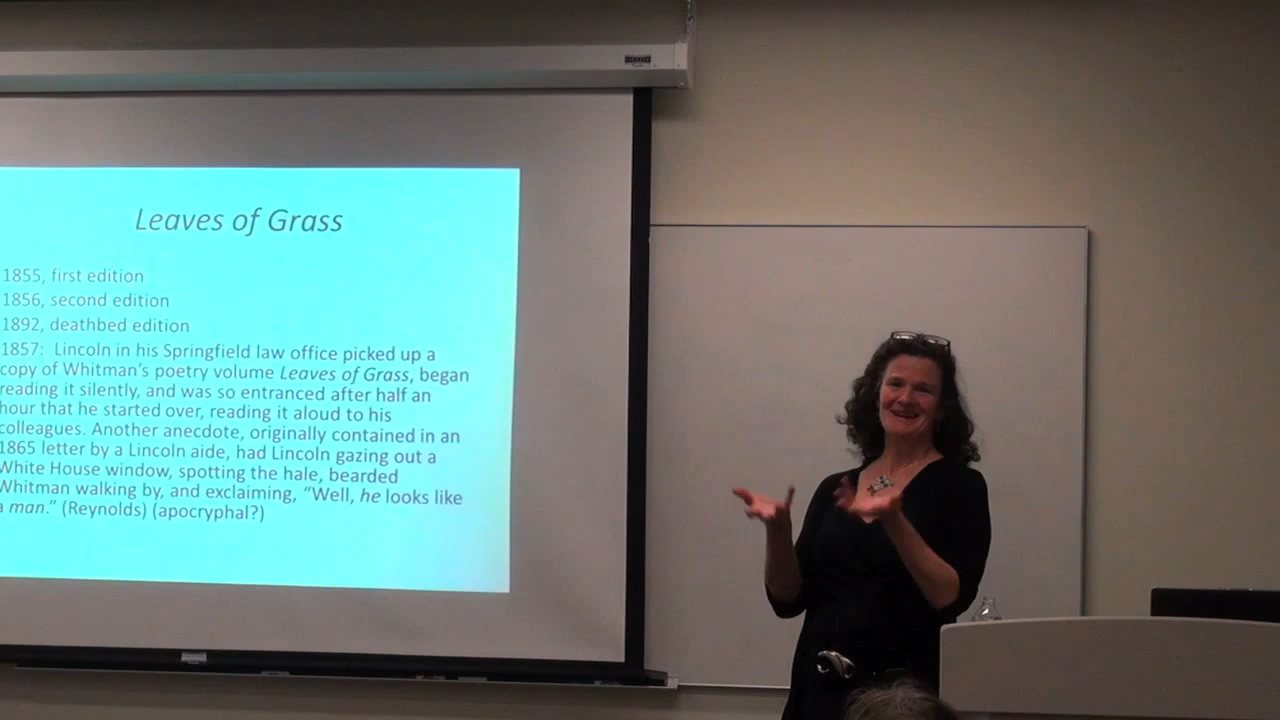 Leaves of Grass
1855, first edition
1856, second edition
1892, deathbed edition
1857: Lincoln in his Springfield law office picked up a
copy of Whitman's poetry volume Leaves of Grass, began
reading it silently, and was so entranced after half an
hour that he started over, reading it aloud to his
colleagues. Another anecdote, originally contained in an
1865 letter by a Lincoln aide, had Lincoln gazing out a
White House window, spotting the hale, bearded
Whitman walking by, and exclaiming, "Well, he looks like
a man." (Reynolds) (apocryphal?)